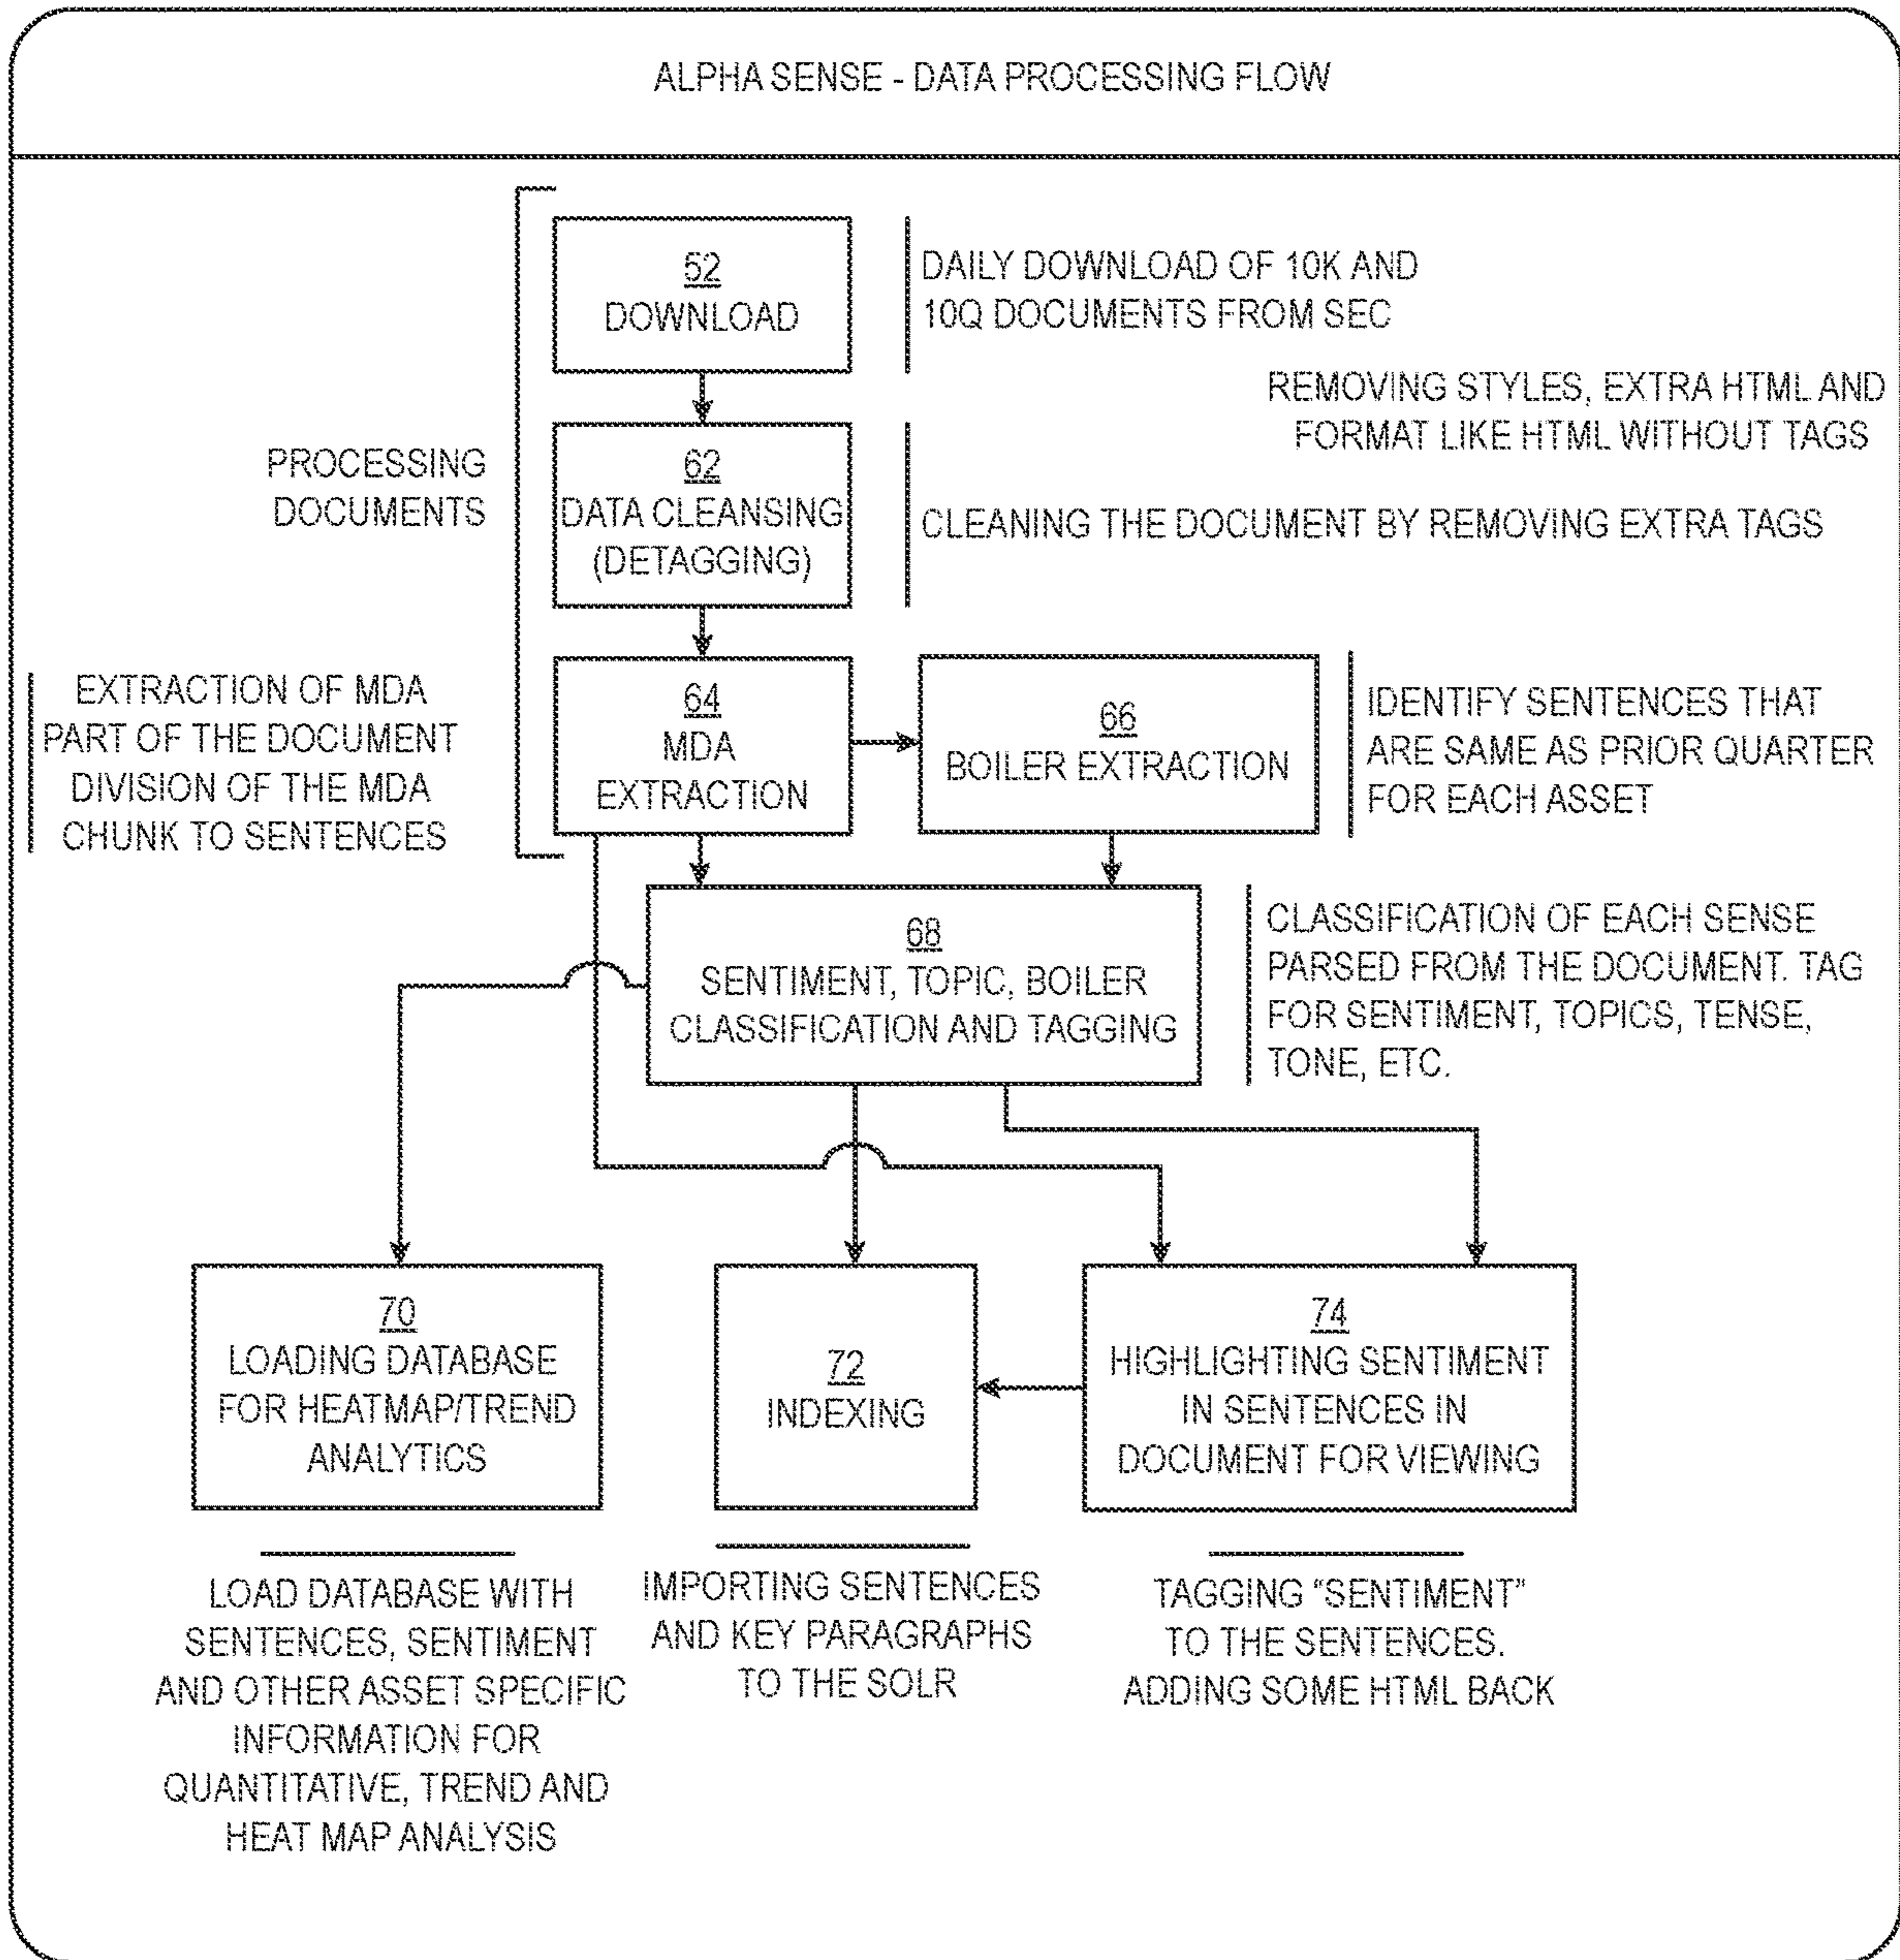 ALPHA SENSE - DATA PROCESSING FLOW
52
DOWNLOAD
DAILY DOWNLOAD OF 10K AND
10Q DOCUMENTS FROM SEC
REMOVING STYLES, EXTRA HTML AND
FORMAT LIKE HTML WITHOUT TAGS
PROCESSING
DOCUMENTS
62
DATA CLEANSING
(DETAGGING)
CLEANING THE DOCUMENT BY REMOVING EXTRA TAGS
EXTRACTION OF MDA
PART OF THE DOCUMENT
DIVISION OF THE MDA
CHUNK TO SENTENCES
64
MDA
EXTRACTION
66
BOILER EXTRACTION
IDENTIFY SENTENCES THAT
ARE SAME AS PRIOR QUARTER
FOR EACH ASSET
68
SENTIMENT, TOPIC, BOILER
CLASSIFICATION AND TAGGING
CLASSIFICATION OF EACH SENSE
PARSED FROM THE DOCUMENT. TAG
FOR SENTIMENT, TOPICS, TENSE,
TONE, ETC.
70
LOADING DATABASE
FOR HEATMAP/TREND
ANALYTICS
72
INDEXING
74
HIGHLIGHTING SENTIMENT
IN SENTENCES IN
DOCUMENT FOR VIEWING
LOAD DATABASE WITH
SENTENCES, SENTIMENT
AND OTHER ASSET SPECIFIC
INFORMATION FOR
QUANTITATIVE, TREND AND
HEAT MAP ANALYSIS
IMPORTING SENTENCES
AND KEY PARAGRAPHS
TO THE SOLR
TAGGING “SENTIMENT”
TO THE SENTENCES.
ADDING SOME HTML BACK